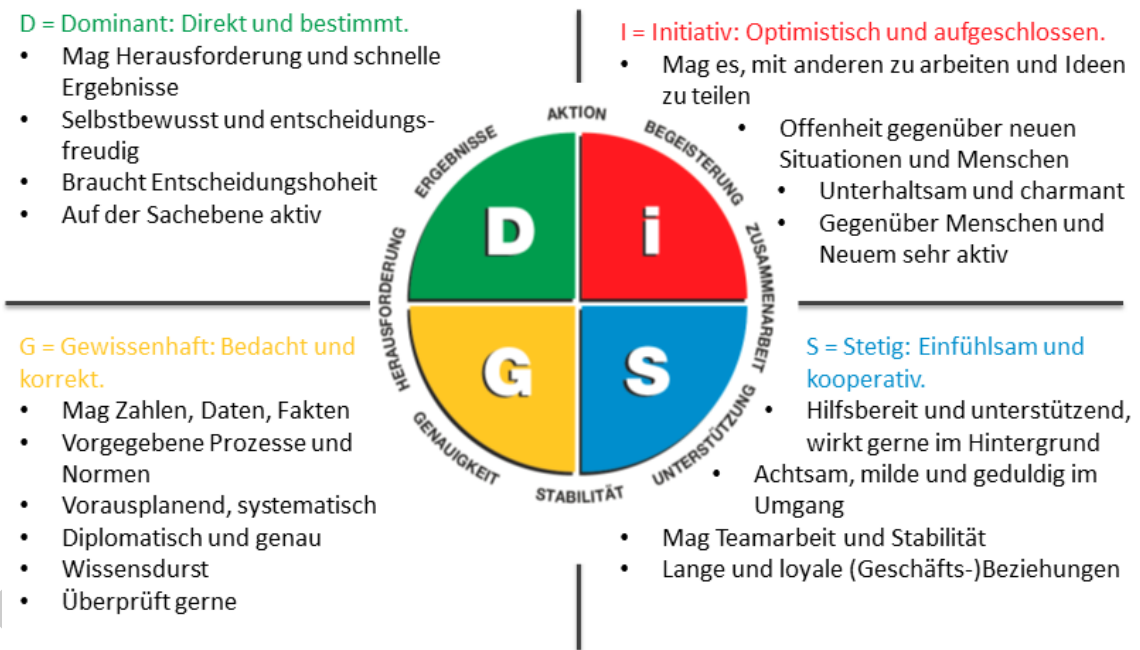 D = Dominant: Direkt und bestimmt.
• Mag Herausforderung und schnelle
Ergebnisse
• Selbstbewusst und entscheidungs-
freudig
• Braucht Entscheidungshoheit
• Auf der Sachebene aktiv
I = Initiativ: Optimistisch und aufgeschlossen.
• Mag es, mit anderen zu arbeiten und Ideen
zu teilen
• Offenheit gegenüber neuen
Situationen und Menschen
• Unterhaltsam und charmant
• Gegenüber Menschen und
Neuem sehr aktiv
HERAUSFORDERUNG
ERGEBNISSE
AKTION
BEGEISTERUNG
ZUSAMMENARBEIT
UNTERSTÜTZUNG
STABILITÄT
GENAUIGKEIT
D
i
G
S
G = Gewissenhaft: Bedacht und
korrekt.
• Mag Zahlen, Daten, Fakten
• Vorgegebene Prozesse und
Normen
• Vorausplanend, systematisch
• Diplomatisch und genau
• Wissensdurst
• Überprüft gerne
S = Stetig: Einfühlsam und
kooperativ.
• Hilfsbereit und unterstützend,
wirkt gerne im Hintergrund
• Achtsam, milde und geduldig im
Umgang
• Mag Teamarbeit und Stabilität
• Lange und loyale (Geschäfts-)Beziehungen